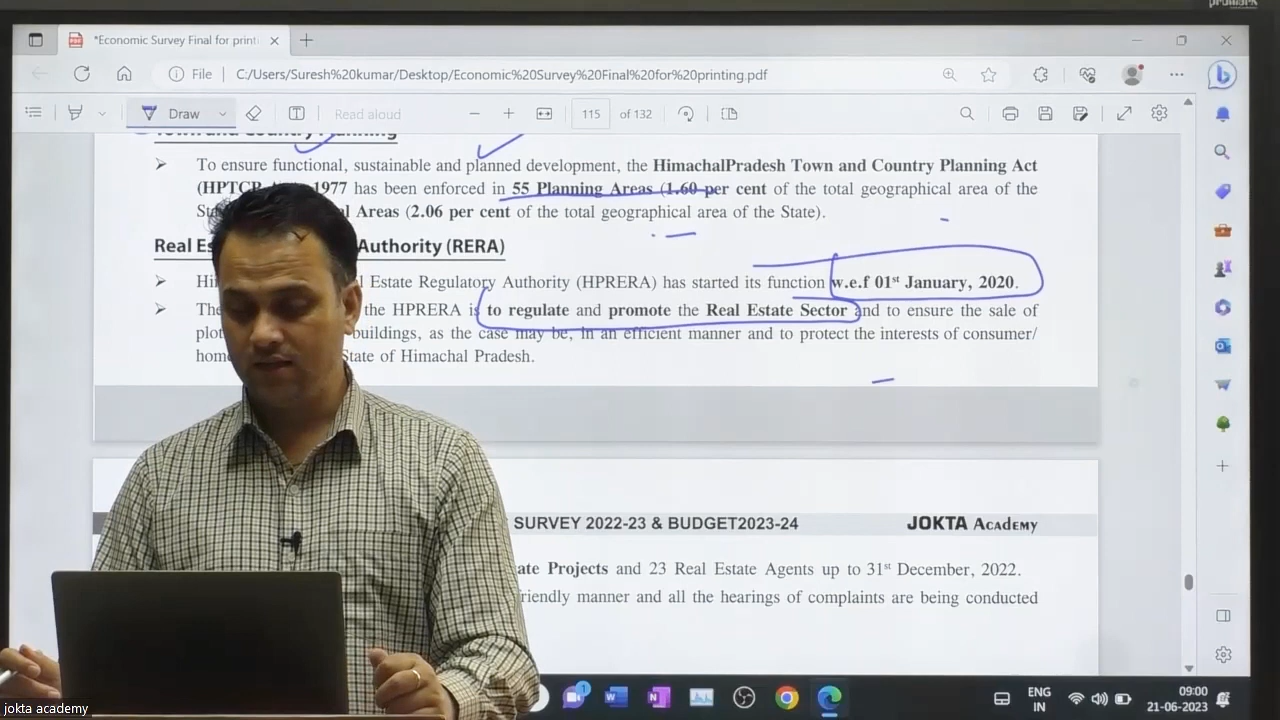 promark
*Economic Survey Final for print
File C:/Users/Suresh%20kumar/Desktop/Economic%20Survey%20Final%20for%20printing.pdf
Draw Read aloud 115 of 132
Town and Country Planning
To ensure functional, sustainable and planned development, the HimachalPradesh Town and Country Planning Act
(HPTCP 1977 has been enforced in 55 Planning Areas (1.60 per cent of the total geographical area of the
Areas (2.06 per cent of the total geographical area of the State).
Real Authority (RERA)
Estate Regulatory Authority (HPRERA) has started its function w.e.f 01st January, 2020.
The the HPRERA is to regulate and promote the Real Estate Sector and to ensure the sale of
buildings, as the case may be, in an efficient manner and to protect the interests of consumer/
State of Himachal Pradesh.
SURVEY 2022-23 & BUDGET2023-24 JOKTA ACADEMY
Projects and 23 Real Estate Agents up to 31st December, 2022.
manner and all the hearings of complaints are being conducted
ENG
IN
09:00
21-06-2023
jokta academy